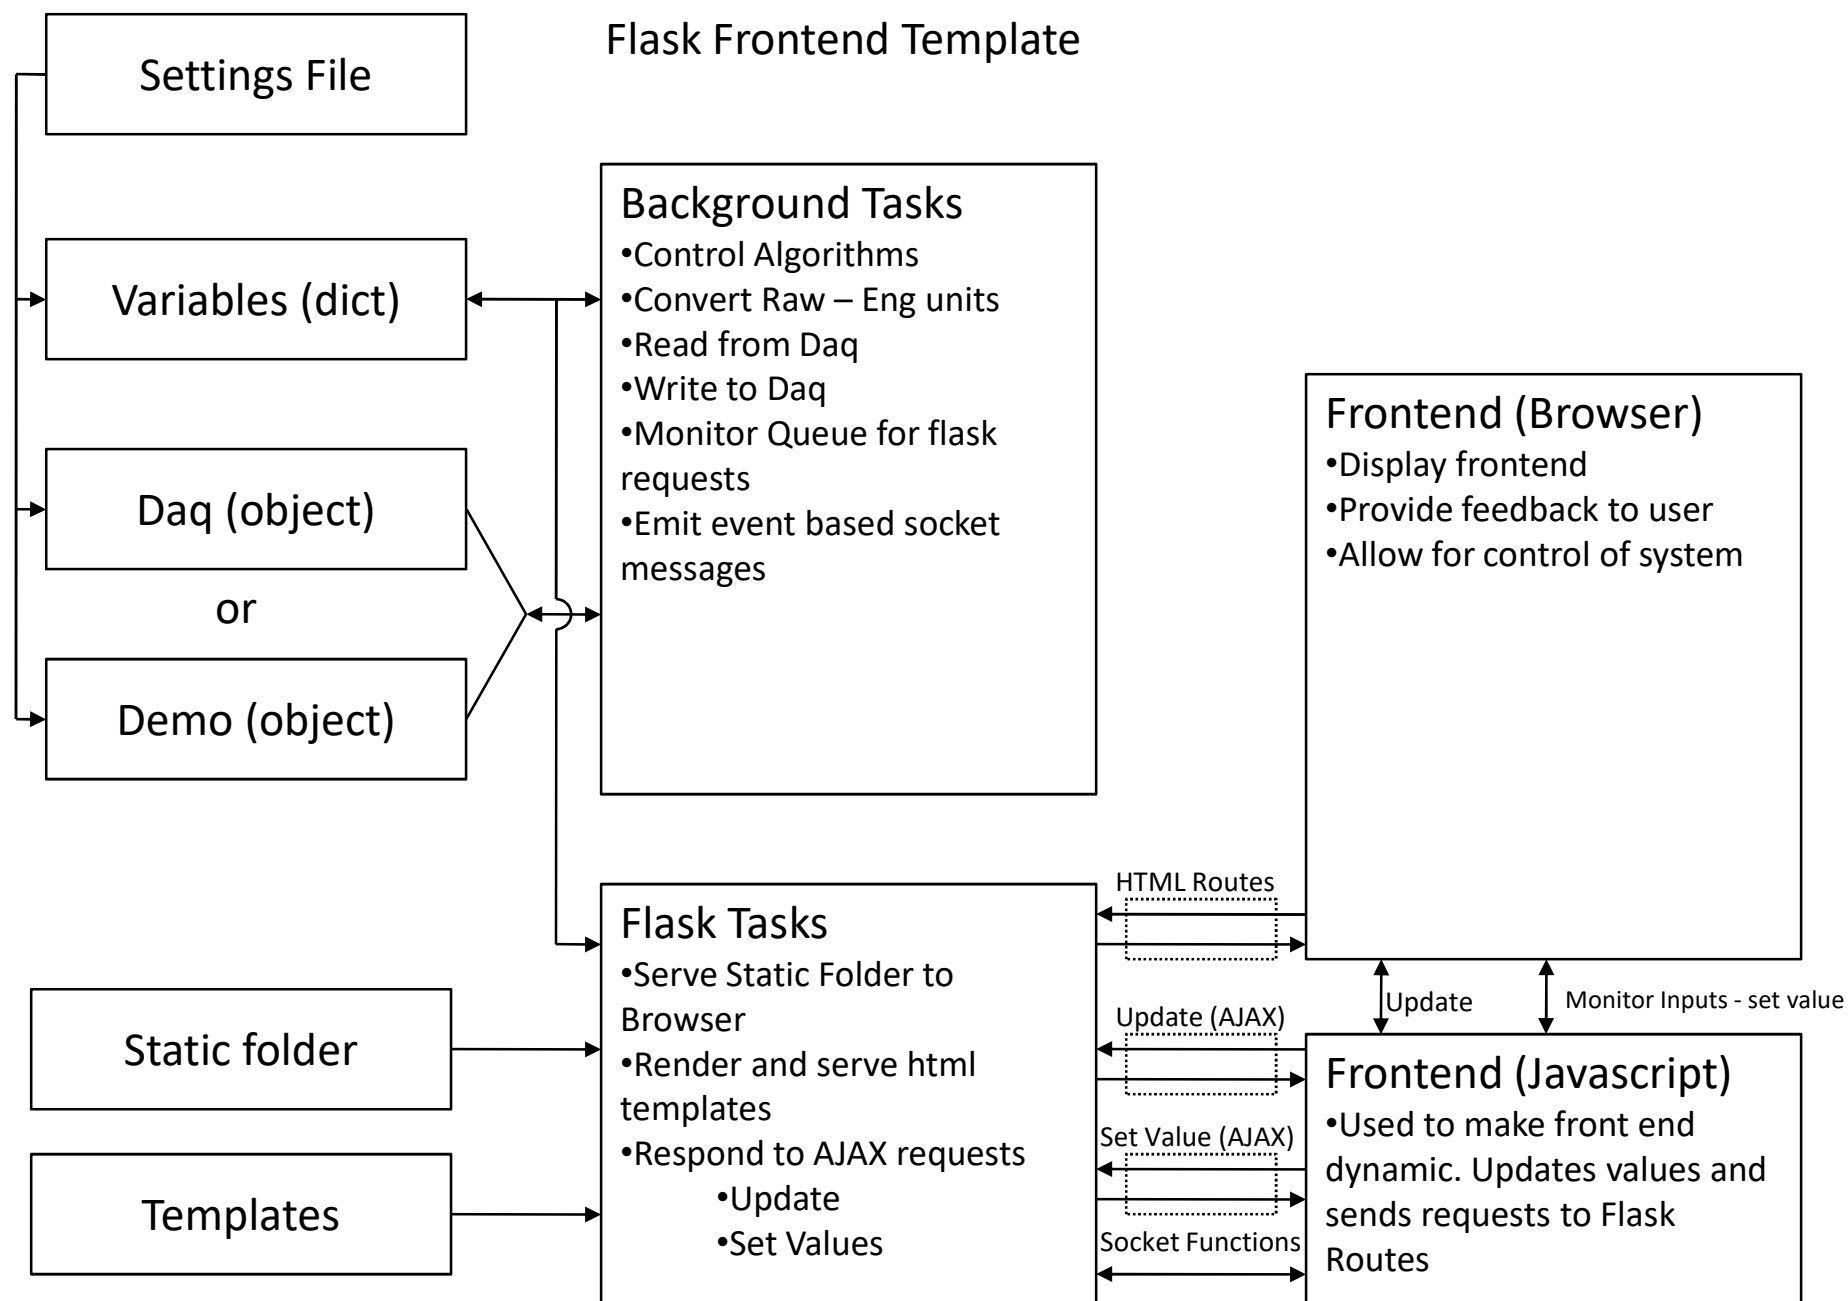 Flask Frontend Template
Settings File
Variables (dict)
Daq (object)
or
Demo (object)
Background Tasks
•Control Algorithms
•Convert Raw – Eng units
•Read from Daq
•Write to Daq
•Monitor Queue for flask
requests
•Emit event based socket
messages
Frontend (Browser)
•Display frontend
•Provide feedback to user
•Allow for control of system
Static folder
Templates
Flask Tasks
•Serve Static Folder to
Browser
•Render and serve html
templates
•Respond to AJAX requests
•Update
•Set Values
HTML Routes
Update (AJAX)
Set Value (AJAX)
Socket Functions
Update
Monitor Inputs - set value
Frontend (Javascript)
•Used to make front end
dynamic. Updates values and
sends requests to Flask
Routes